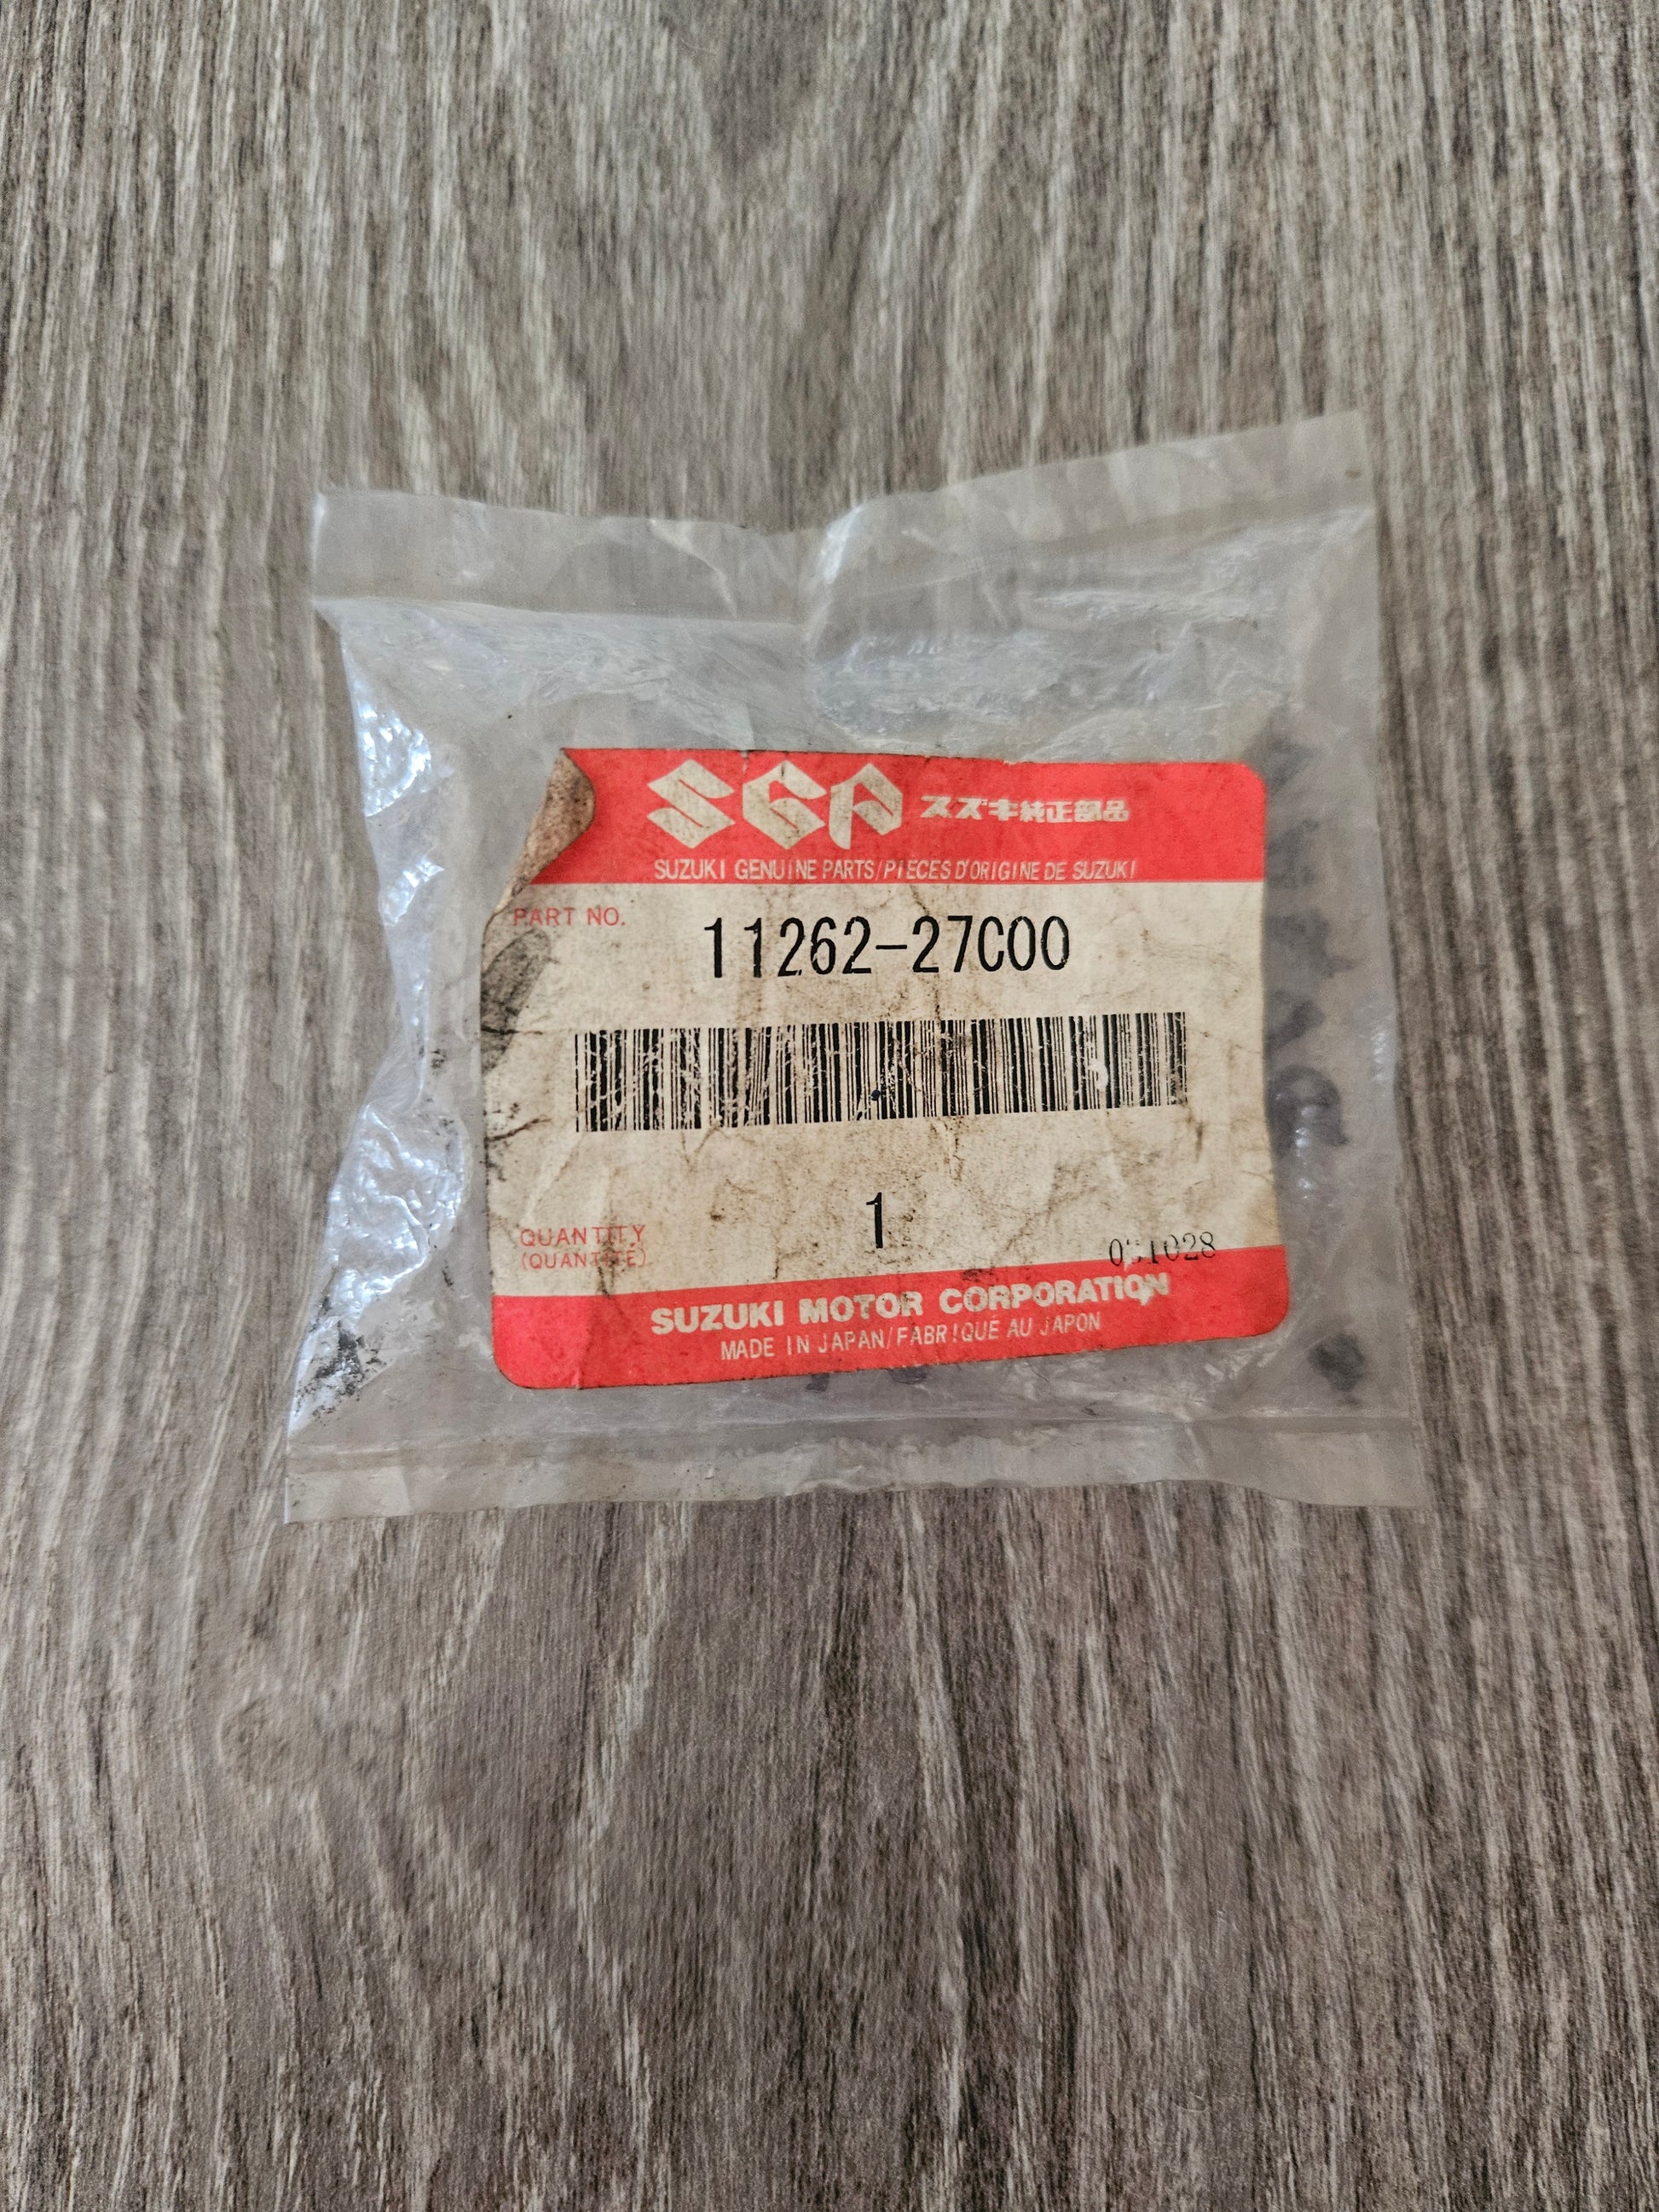 SGP スズキ純正部品
SUZUKI GENUINE PARTS/PIECES D'ORIGINE DE SUZUKI
PART NO. 11262-27C00
1
QUANTITY
(QUANTITÉ)
SUZUKI MOTOR CORPORATION
MADE IN JAPAN/FABRIQUÉ AU JAPON